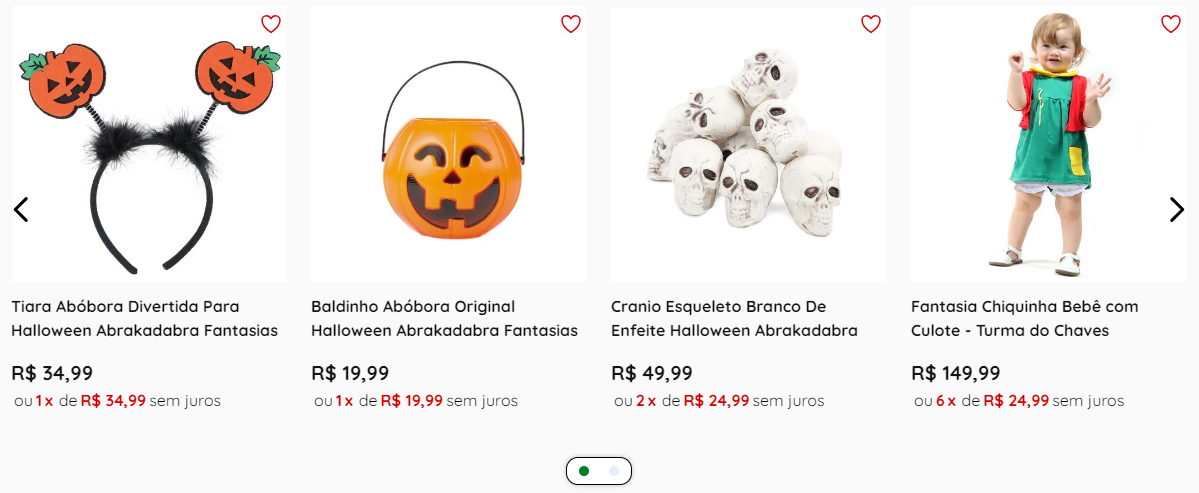 Tiara Abóbora Divertida Para
Halloween Abrakadabra Fantasias
R$ 34,99
ou 1 x de R$ 34,99 sem juros
Baldinho Abóbora Original
Halloween Abrakadabra Fantasias
R$ 19,99
ou 1 x de R$ 19,99 sem juros
Cranio Esqueleto Branco De
Enfeite Halloween Abrakadabra
R$ 49,99
ou 2 x de R$ 24,99 sem juros
Fantasia Chiquinha Bebê com
Culote - Turma do Chaves
R$ 149,99
ou 6 x de R$ 24,99 sem juros